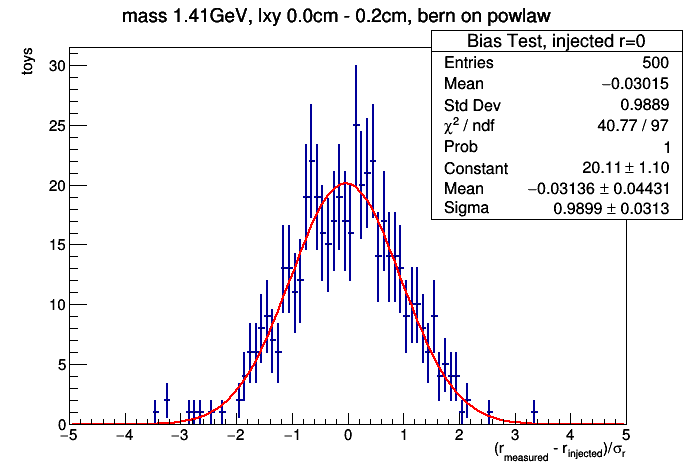 mass 1.41GeV, lxy 0.0cm - 0.2cm, bern on powlaw
Bias Test, injected r=0
Entries 500
Mean −0.03015
Std Dev 0.9889
χ² / ndf 40.77 / 97
Prob 1
Constant 20.11 ± 1.10
Mean −0.03136 ± 0.04431
Sigma 0.9899 ± 0.0313
toys
30
25
20
15
10
5
0
−5 −4 −3 −2 −1 0 1 2 3 4 5
(r_measured - r_injected)/σ_r